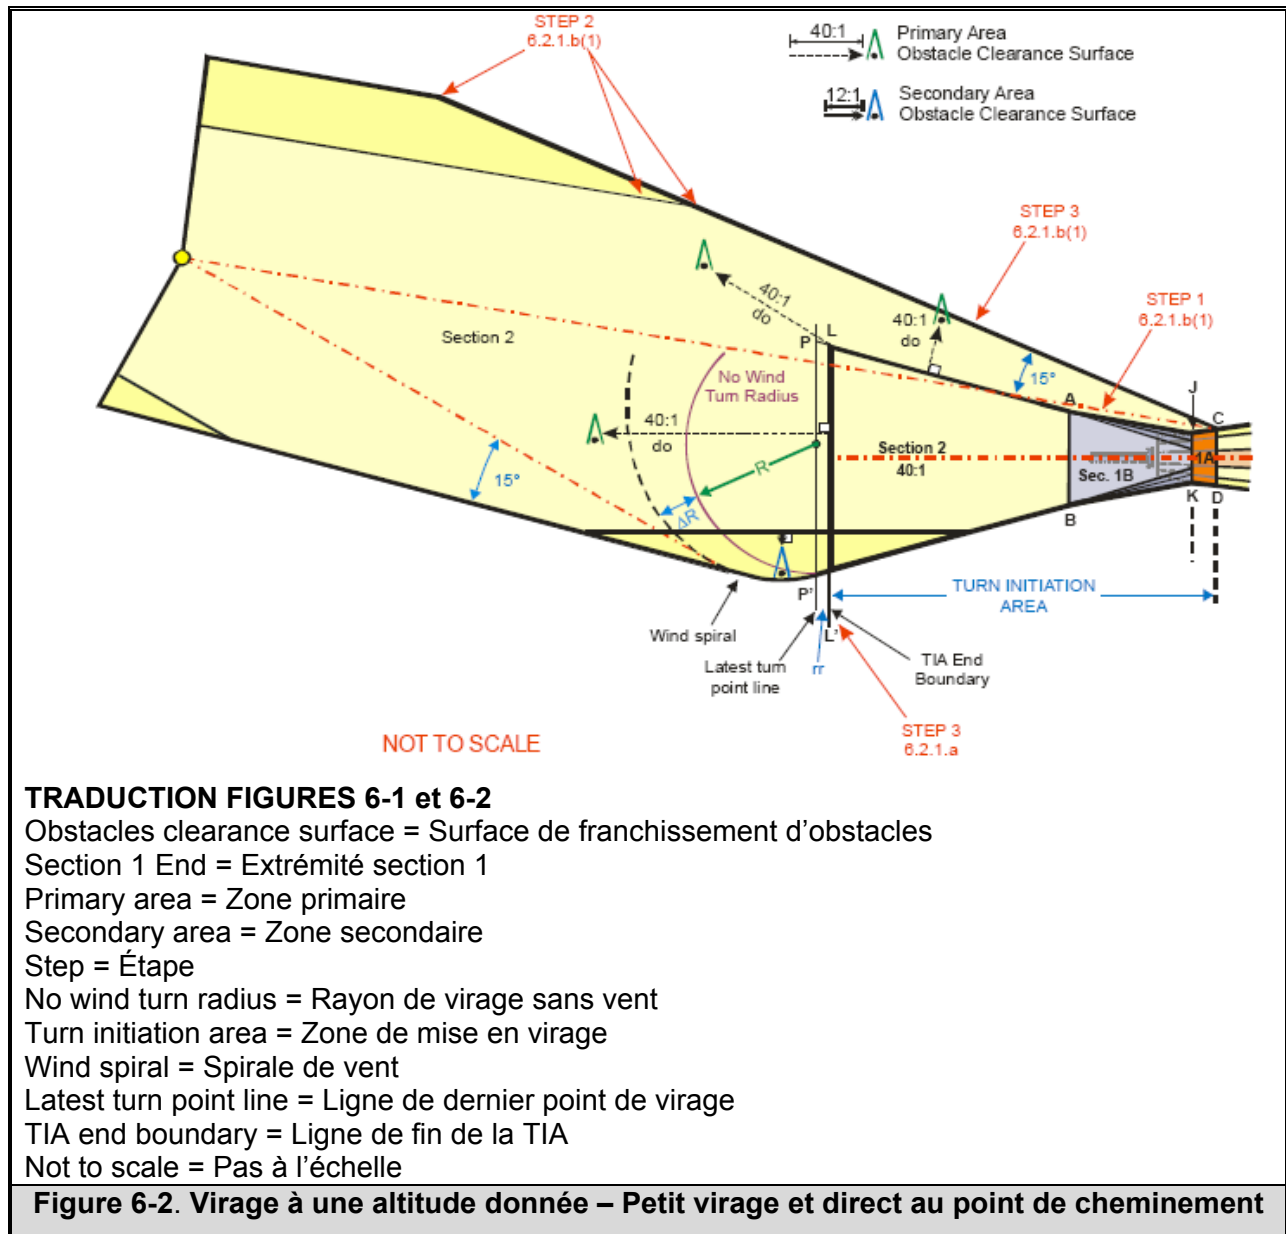 STEP 2
6.2.1.b(1)
40:1
Primary Area
Obstacle Clearance Surface
12:1
Secondary Area
Obstacle Clearance Surface
STEP 3
6.2.1.b(1)
STEP 1
6.2.1.b(1)
40:1
do
P
L
40:1
do
15°
J
A
C
Section 2
No Wind
Turn Radius
40:1
do
Section 2
40:1
1A
Sec. 1B
R
15°
ΔR
K
D
B
P'
TURN INITIATION
AREA
Wind spiral
L'
Latest turn
point line
rr
TIA End
Boundary
STEP 3
6.2.1.a
NOT TO SCALE
TRADUCTION FIGURES 6-1 et 6-2
Obstacles clearance surface = Surface de franchissement d'obstacles
Section 1 End = Extrémité section 1
Primary area = Zone primaire
Secondary area = Zone secondaire
Step = Étape
No wind turn radius = Rayon de virage sans vent
Turn initiation area = Zone de mise en virage
Wind spiral = Spirale de vent
Latest turn point line = Ligne de dernier point de virage
TIA end boundary = Ligne de fin de la TIA
Not to scale = Pas à l'échelle
Figure 6-2. Virage à une altitude donnée – Petit virage et direct au point de cheminement